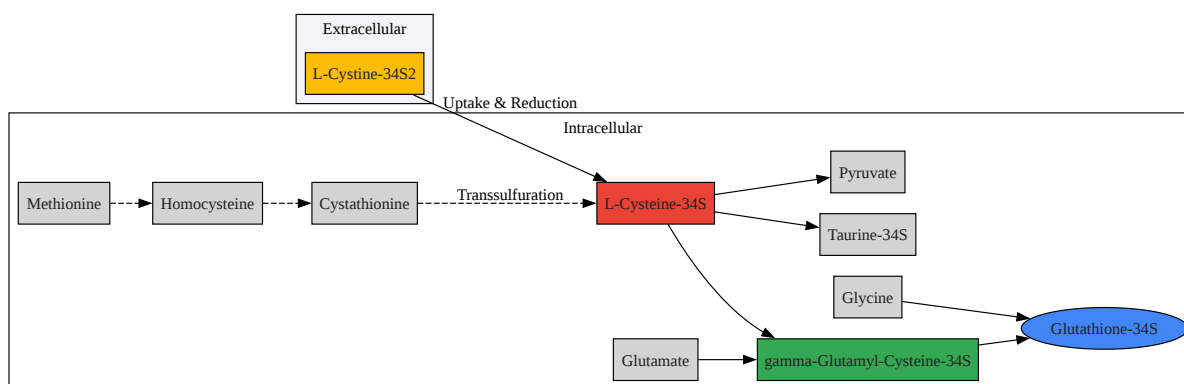 Extracellular
L-Cystine-34S2
Uptake & Reduction
Intracellular
Methionine
Homocysteine
Cystathionine
Transsulfuration
L-Cysteine-34S
Pyruvate
Taurine-34S
Glycine
Glutathione-34S
Glutamate
gamma-Glutamyl-Cysteine-34S